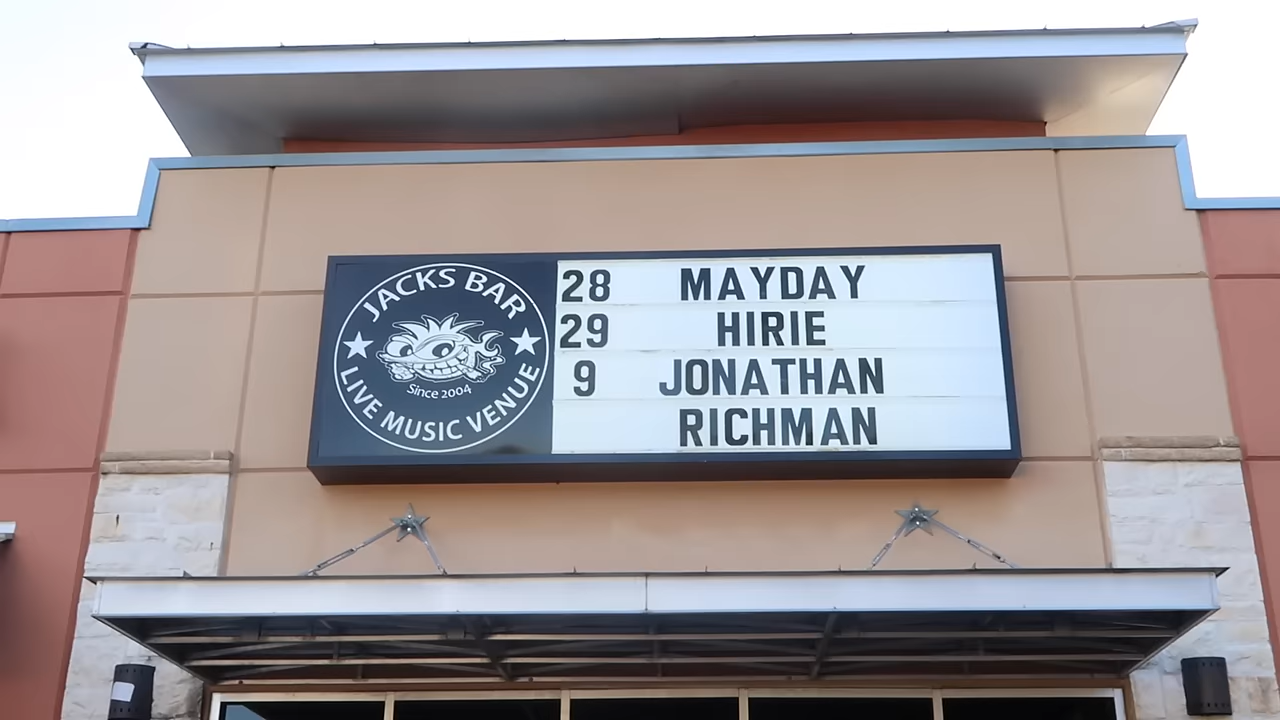 JACKS BAR
Since 2004
LIVE MUSIC VENUE
28 MAYDAY
29 HIRIE
9 JONATHAN
RICHMAN